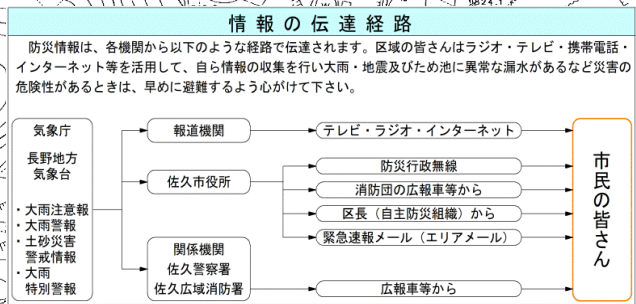 情報の伝達経路
防災情報は、各機関から以下のような経路で伝達されます。区域の皆さんはラジオ・テレビ・携帯電話・
インターネット等を活用して、自ら情報の収集を行い大雨・地震及びため池に異常な漏水があるなど災害の
危険性があるときは、早めに避難するよう心がけて下さい。
気象庁
長野地方
気象台
・大雨注意報
・大雨警報
・土砂災害
警戒情報
・大雨
特別警報
報道機関
佐久市役所
関係機関
佐久警察署
佐久広域消防署
テレビ・ラジオ・インターネット
防災行政無線
消防団の広報車等から
区長（自主防災組織）から
緊急速報メール（エリアメール）
広報車等から
市民の皆さん